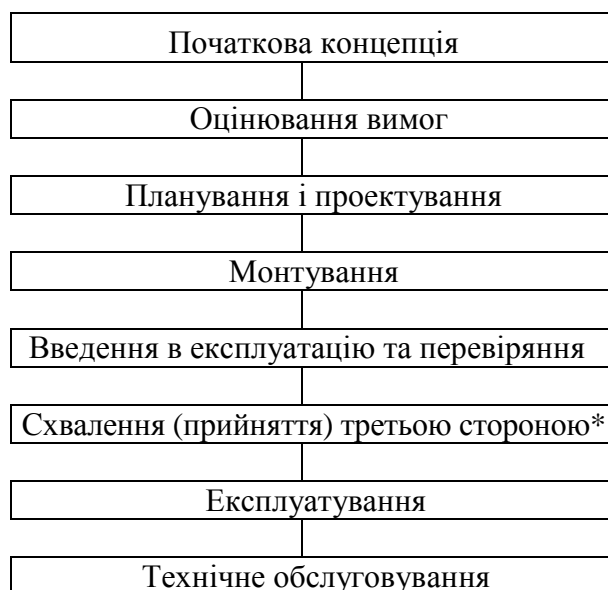 Початкова концепція
Оцінювання вимог
Планування і проектування
Монтування
Введення в експлуатацію та перевіряння
Схвалення (прийняття) третьою стороною*
Експлуатування
Технічне обслуговування